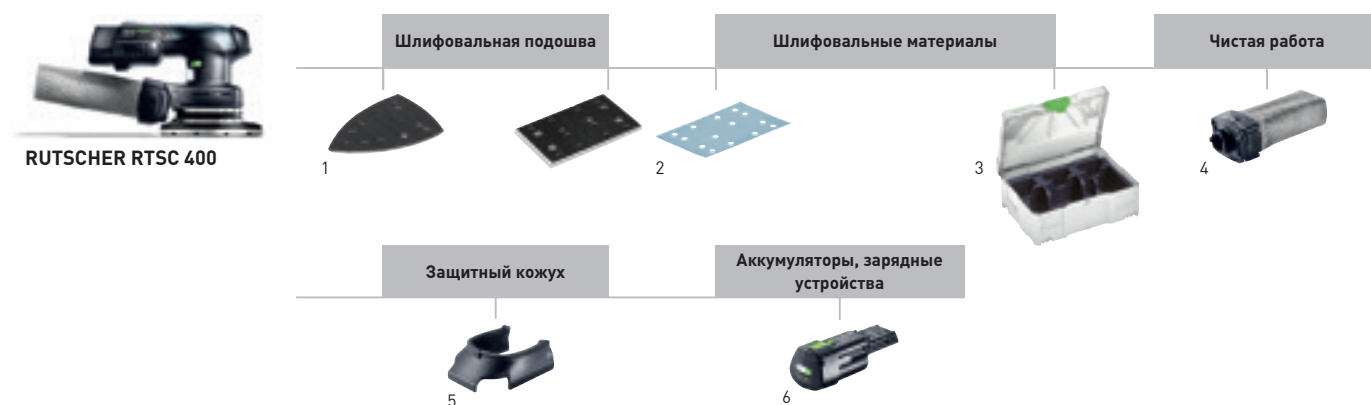 Шлифовальная подошва
Шлифовальные материалы
Чистая работа
RUTSCHER RTSC 400
1
2
3
4
Защитный кожух
Аккумуляторы, зарядные
устройства
5
6